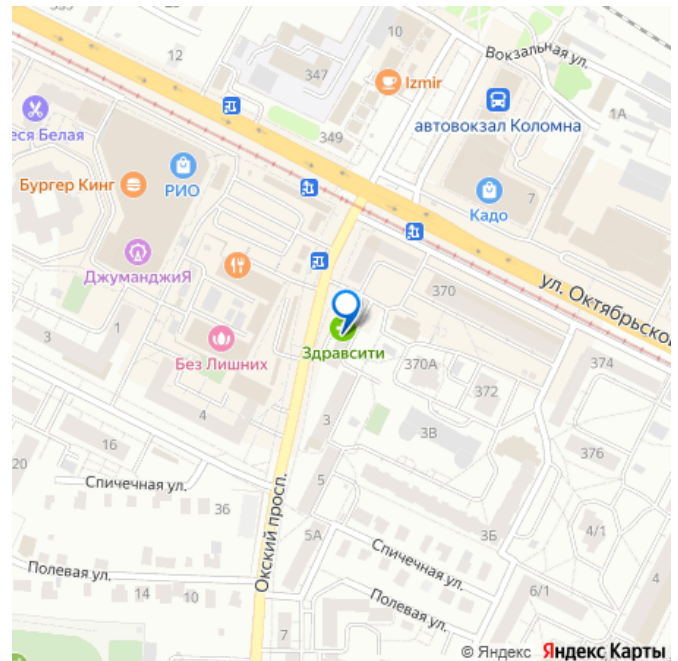 12
10
347
Izmir
Вокзальная ул.
1А
349
автовокзал Коломна
еся Белая
Бургер Кинг
РИО
Кадо
7
ДжуманджиЯ
370
ул. Октябрьско
3
1
Здравсити
Без Лишних
370А
374
372
4
3
3В
376
16
20
Спичечная ул.
36
5
Окский просп.
5А
3Б
4/1
Спичечная ул.
Полевая ул.
14
10
Полевая ул.
6/1
4
7
© Яндекс Яндекс Карты